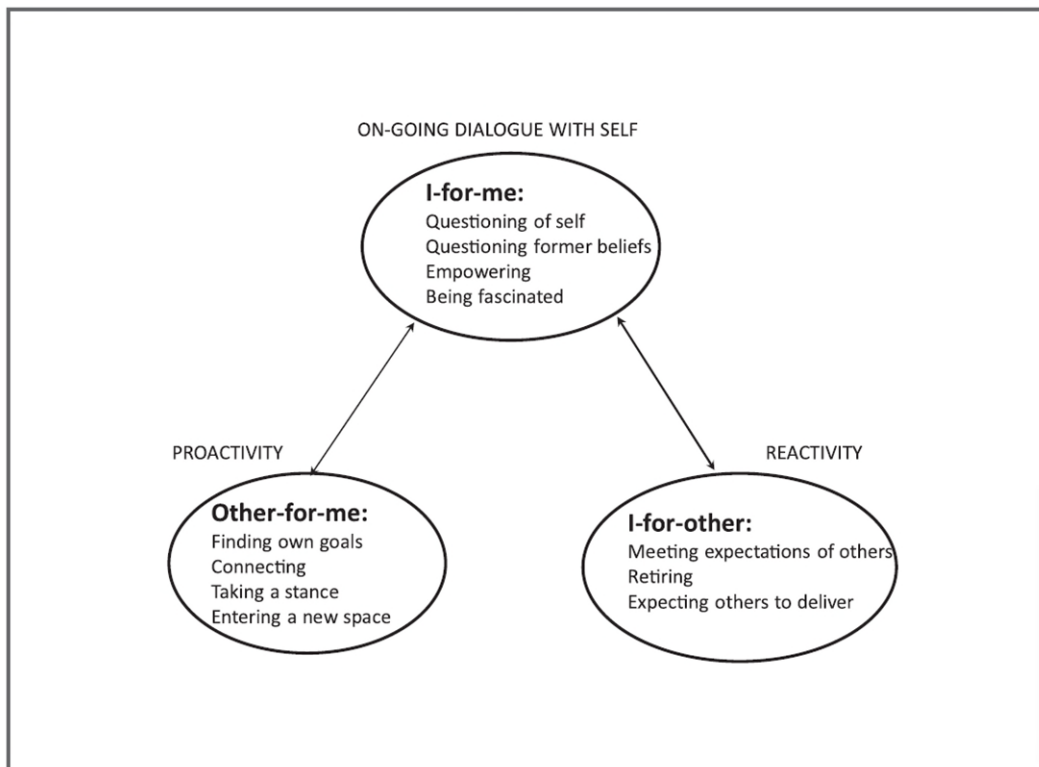 ON-GOING DIALOGUE WITH SELF
I-for-me:
Questioning of self
Questioning former beliefs
Empowering
Being fascinated
PROACTIVITY
Other-for-me:
Finding own goals
Connecting
Taking a stance
Entering a new space
REACTIVITY
I-for-other:
Meeting expectations of others
Retiring
Expecting others to deliver